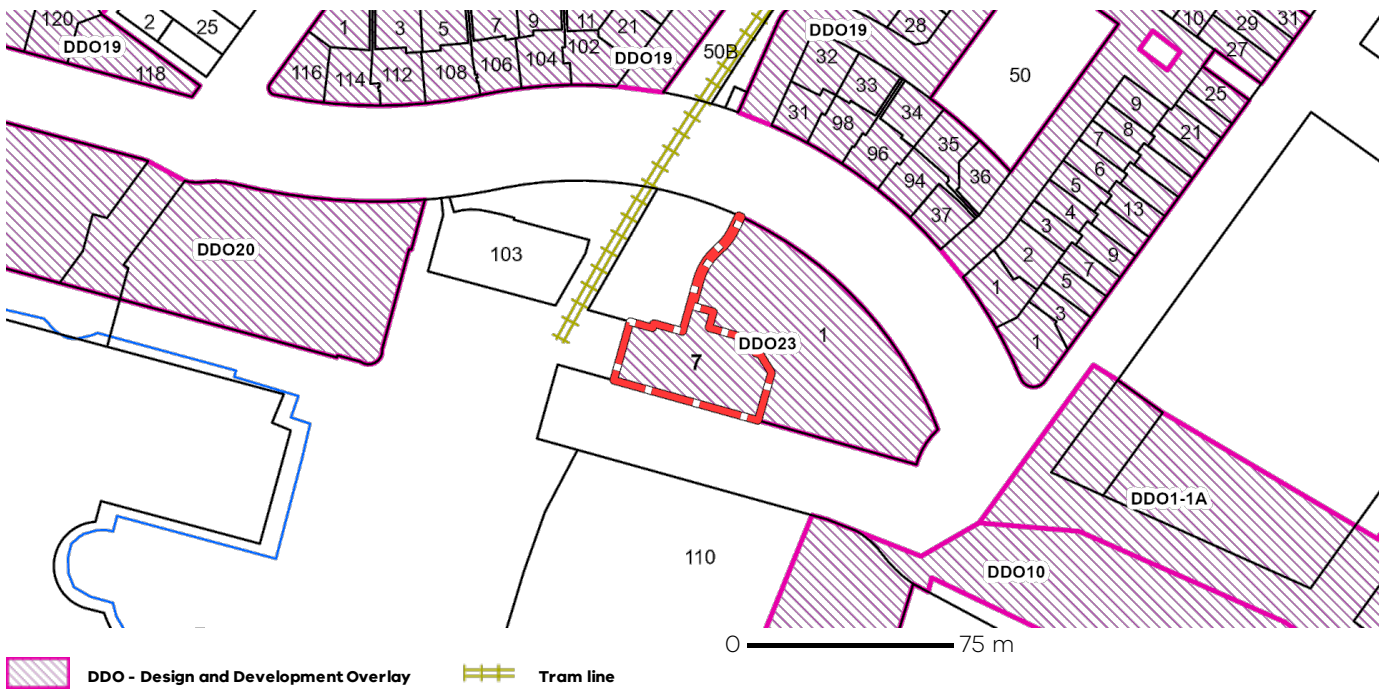 120 2 25 1 3 5 7 9 11 21 28 10 29 31
DDO19 DDO19 50B DDO19 27
118 116 114 112 108 106 104 102 32 33 50 25
31 98 34 9 21
96 35 7 8
94 36 6
37 5 13
4
3
DDO20 103 2 9
7
1 5
3
DDO23 1 1
7
DDO1-1A
110 DDO10
0 75 m
DDO - Design and Development Overlay Tram line